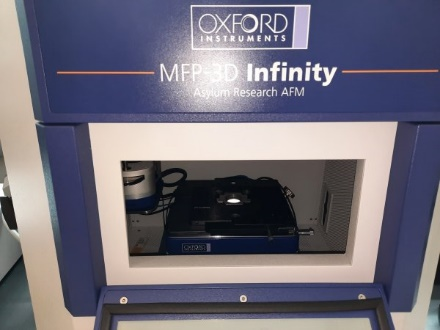 OXFORD
INSTRUMENTS
MFP-3D Infinity
Asylum Research AFM
OXFORD